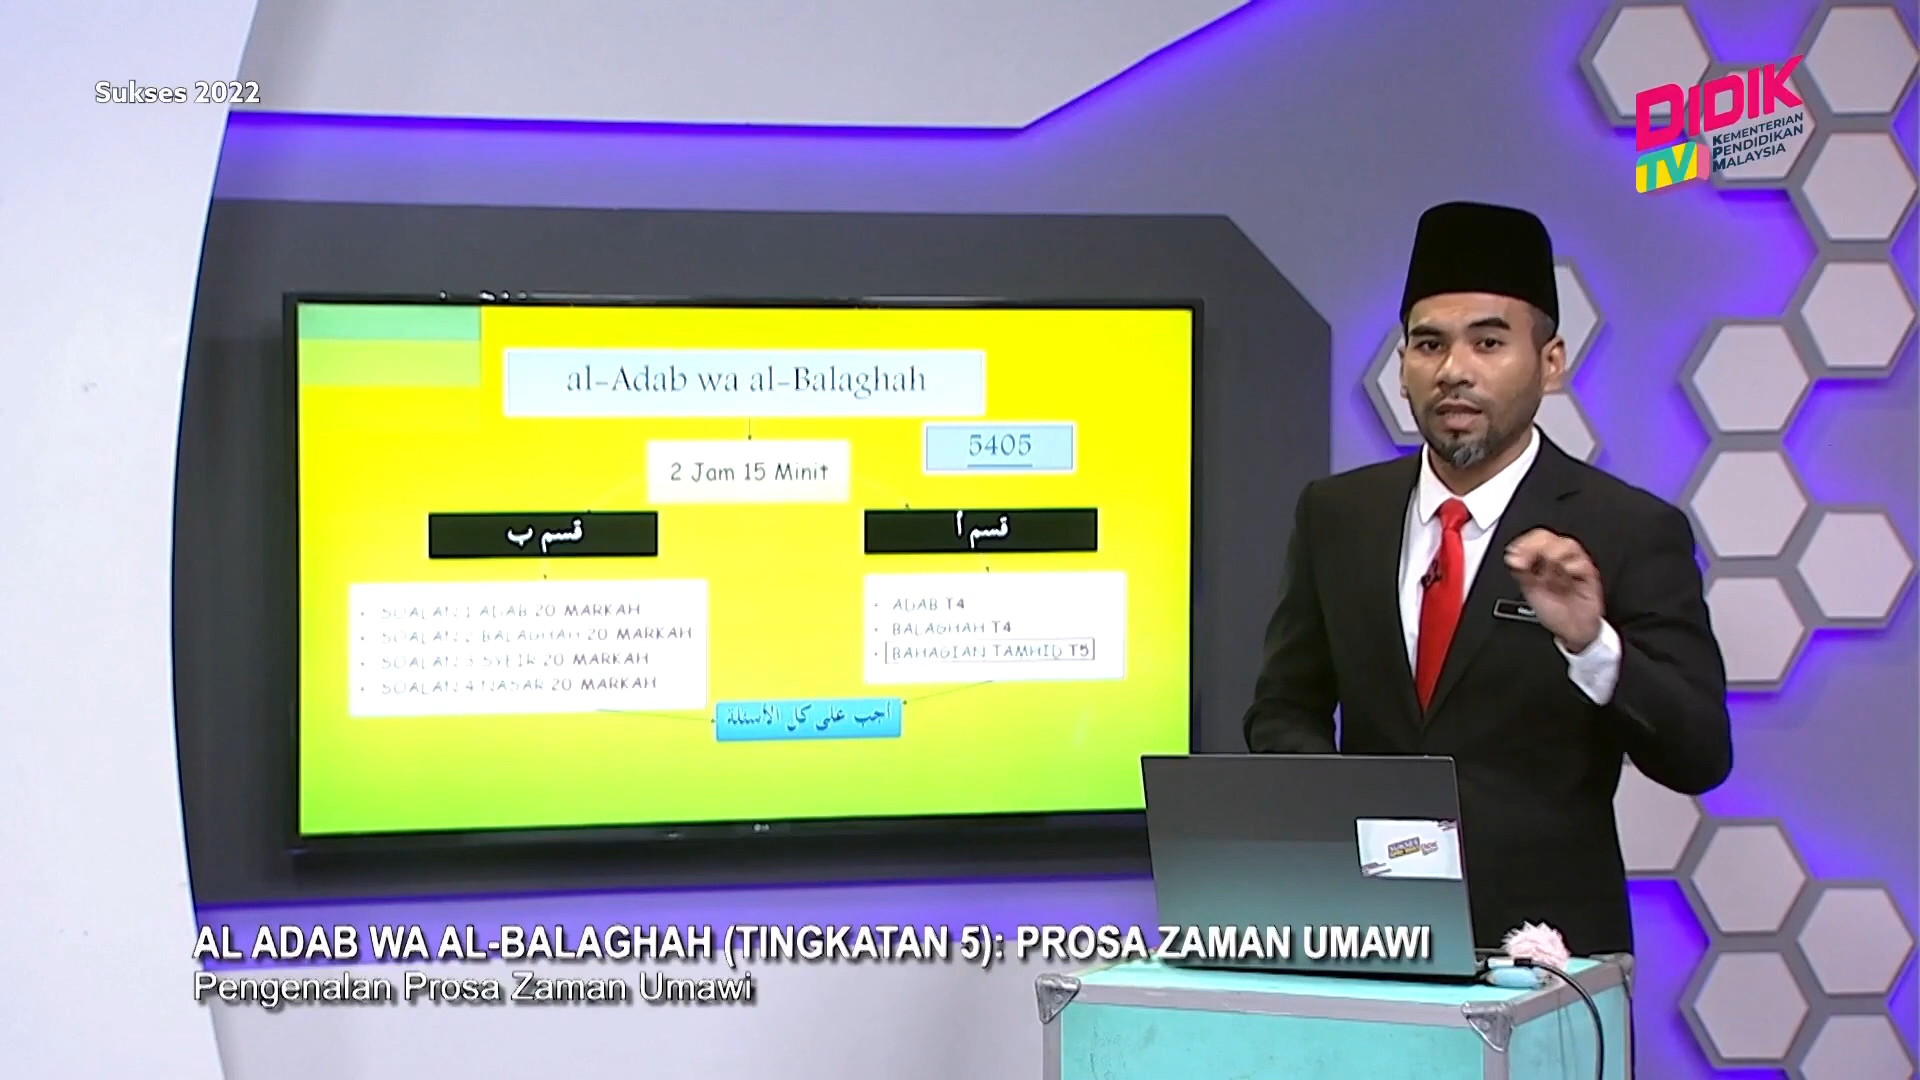 Sukses 2022
DIDIK
TV
KEMENTERIAN
PENDIDIKAN
MALAYSIA
al-Adab wa al-Balaghah
5405
2 Jam 15 Minit
قسم أ
قسم ب
• ADAB T4
• BALAGHAH T4
• BAHAGIAN TAMHID T5
• SOALAN 1 ADAB 20 MARKAH
• SOALAN 2 BALAGHAH 20 MARKAH
• SOALAN 3 SYEIR 20 MARKAH
• SOALAN 4 NASAR 20 MARKAH
أجب على كل الأسئلة
LG
SUKSES
AL ADAB WA AL-BALAGHAH (TINGKATAN 5): PROSA ZAMAN UMAWI
Pengenalan Prosa Zaman Umawi